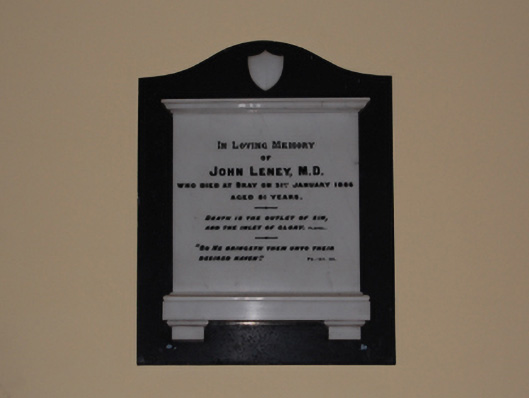 In Loving Memory
OF
John Leney, M.D.
WHO DIED AT BRAY ON 31ST JANUARY
AGED 81 YEARS.
DEATH IS THE OUTLET OF SIN,
AND THE INLET OF GLORY.
"SO HE BRINGETH THEM UNTO THEIR
DESIRED HAVEN."